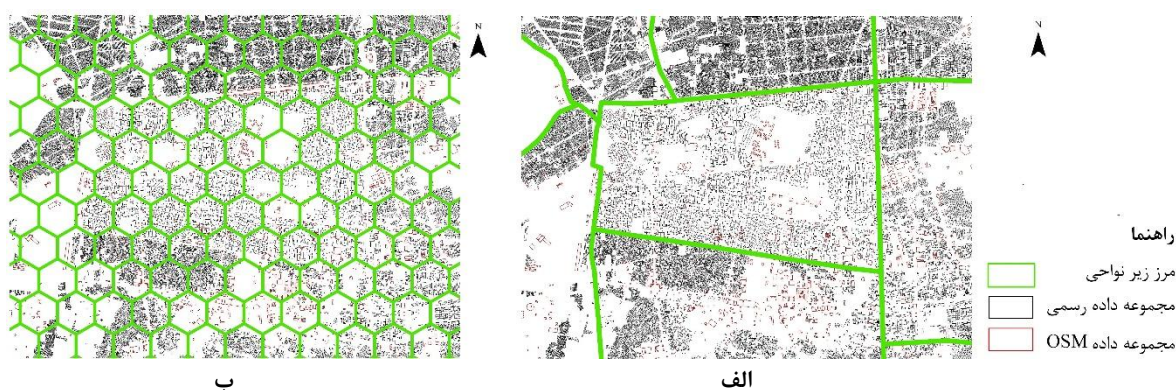 N
N
راهنما
مرز زیر نواحی
مجموعه داده رسمی
مجموعه داده OSM
الف
ب